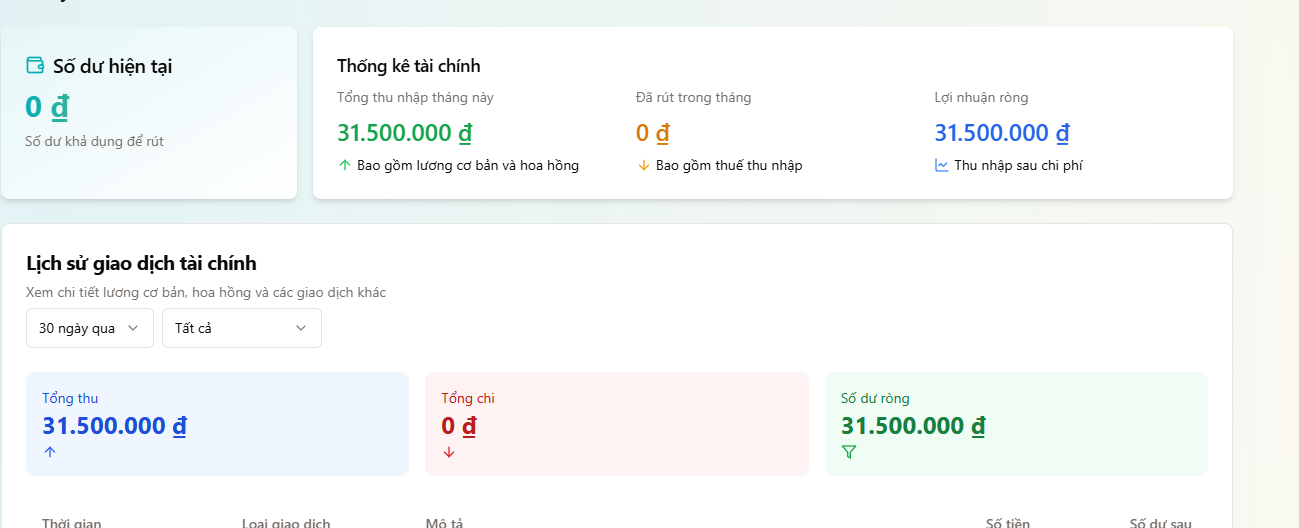 Số dư hiện tại
0 ₫
Số dư khả dụng để rút
Thống kê tài chính
Tổng thu nhập tháng này
31.500.000 ₫
Bao gồm lương cơ bản và hoa hồng
Đã rút trong tháng
0 ₫
Bao gồm thuế thu nhập
Lợi nhuận ròng
31.500.000 ₫
Thu nhập sau chi phí
Lịch sử giao dịch tài chính
Xem chi tiết lương cơ bản, hoa hồng và các giao dịch khác
30 ngày qua
Tất cả
Tổng thu
31.500.000 ₫
Tổng chi
0 ₫
Số dư ròng
31.500.000 ₫
Thời gian Loại giao dịch Mô tả Số tiền Số dư sau